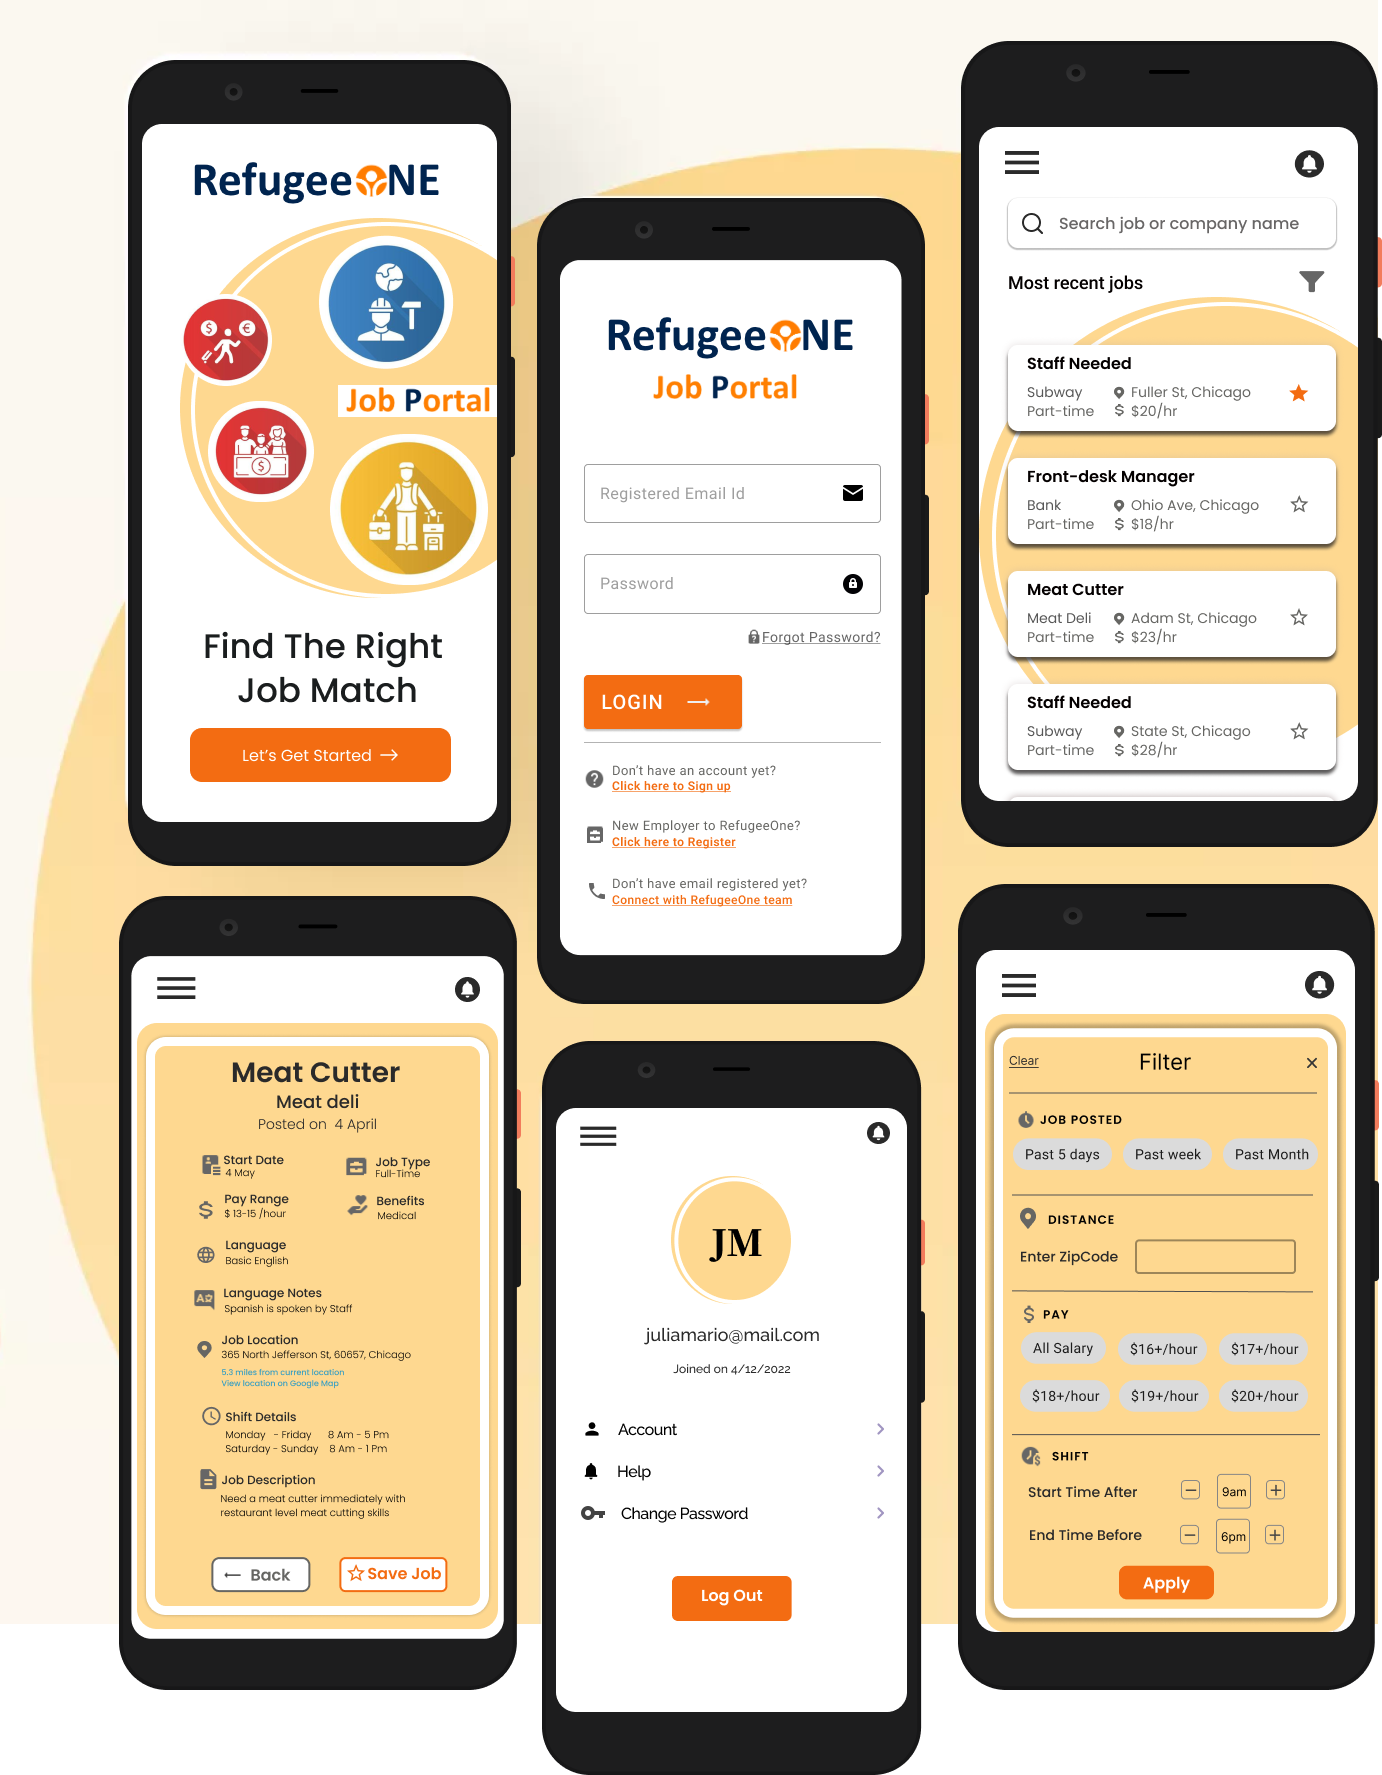 RefugeeONE
Job Portal
Find The Right
Job Match
Let's Get Started
RefugeeONE
Job Portal
Registered Email Id
Password
Forgot Password?
LOGIN
Don't have an account yet?
Click here to Sign up
New Employer to RefugeeOne?
Click here to Register
Don't have email registered yet?
Connect with RefugeeOne team
Search job or company name
Most recent jobs
Staff Needed
Subway Fuller St, Chicago
Part-time $ $20/hr
Front-desk Manager
Bank Ohio Ave, Chicago
Part-time $ $18/hr
Meat Cutter
Meat Deli Adam St, Chicago
Part-time $ $23/hr
Staff Needed
Subway State St, Chicago
Part-time $ $28/hr
Meat Cutter
Meat deli
Posted on 4 April
Start Date
4 May
Job Type
Full-Time
Pay Range
$ 13-15 /hour
Benefits
Medical
Language
Basic English
Language Notes
Spanish is spoken by Staff
Job Location
365 North Jefferson St, 60657, Chicago
5.3 miles from current location
View location on Google Map
Shift Details
Monday - Friday 8 Am - 5 Pm
Saturday - Sunday 8 Am - 1 Pm
Job Description
Need a meat cutter immediately with
restaurant level meat cutting skills
Back
Save Job
JM
juliamario@mail.com
Joined on 4/12/2022
Account
Help
Change Password
Log Out
Clear Filter ×
JOB POSTED
Past 5 days Past week Past Month
DISTANCE
Enter ZipCode
$ PAY
All Salary $16+/hour $17+/hour
$18+/hour $19+/hour $20+/hour
SHIFT
Start Time After − 9am +
End Time Before − 6pm +
Apply